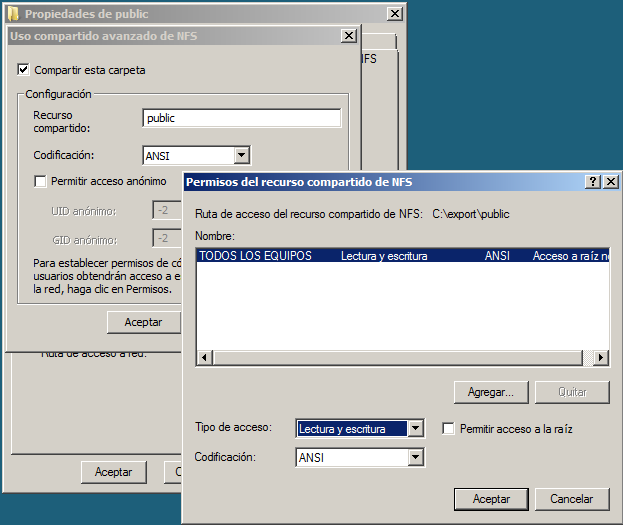 Propiedades de public
Uso compartido avanzado de NFS
Compartir esta carpeta
Configuración
Recurso
compartido:
public
Codificación:
ANSI
Permitir acceso anónimo
UID anónimo:
-2
GID anónimo:
-2
Para establecer permisos de có
usuarios obtendrán acceso a e
la red, haga clic en Permisos.
Aceptar
NFS
Ruta de acceso a red:
Aceptar
C
Permisos del recurso compartido de NFS
Ruta de acceso del recurso compartido de NFS: C:\export\public
Nombre:
TODOS LOS EQUIPOS Lectura y escritura ANSI Acceso a raíz no
Agregar...
Quitar
Tipo de acceso:
Lectura y escritura
Permitir acceso a la raíz
Codificación:
ANSI
Aceptar
Cancelar